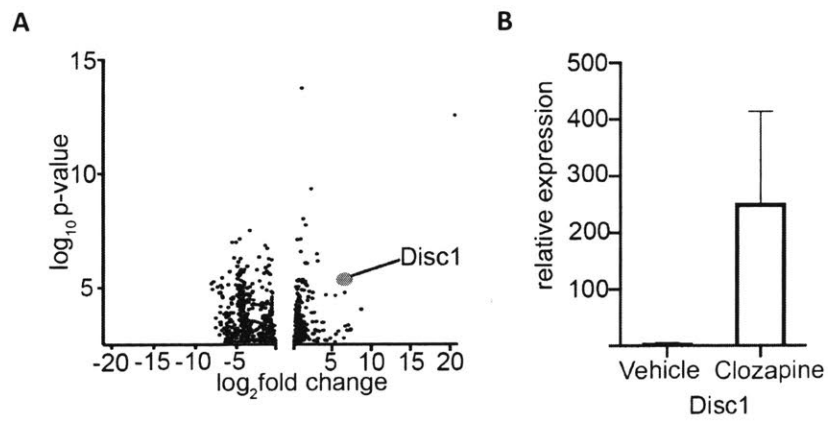 A
15
10
5
log10 p-value
-20 -15 -10 -5 5 10 15 20
log2fold change
Disc1
B
500
400
300
200
100
relative expression
Vehicle Clozapine
Disc1